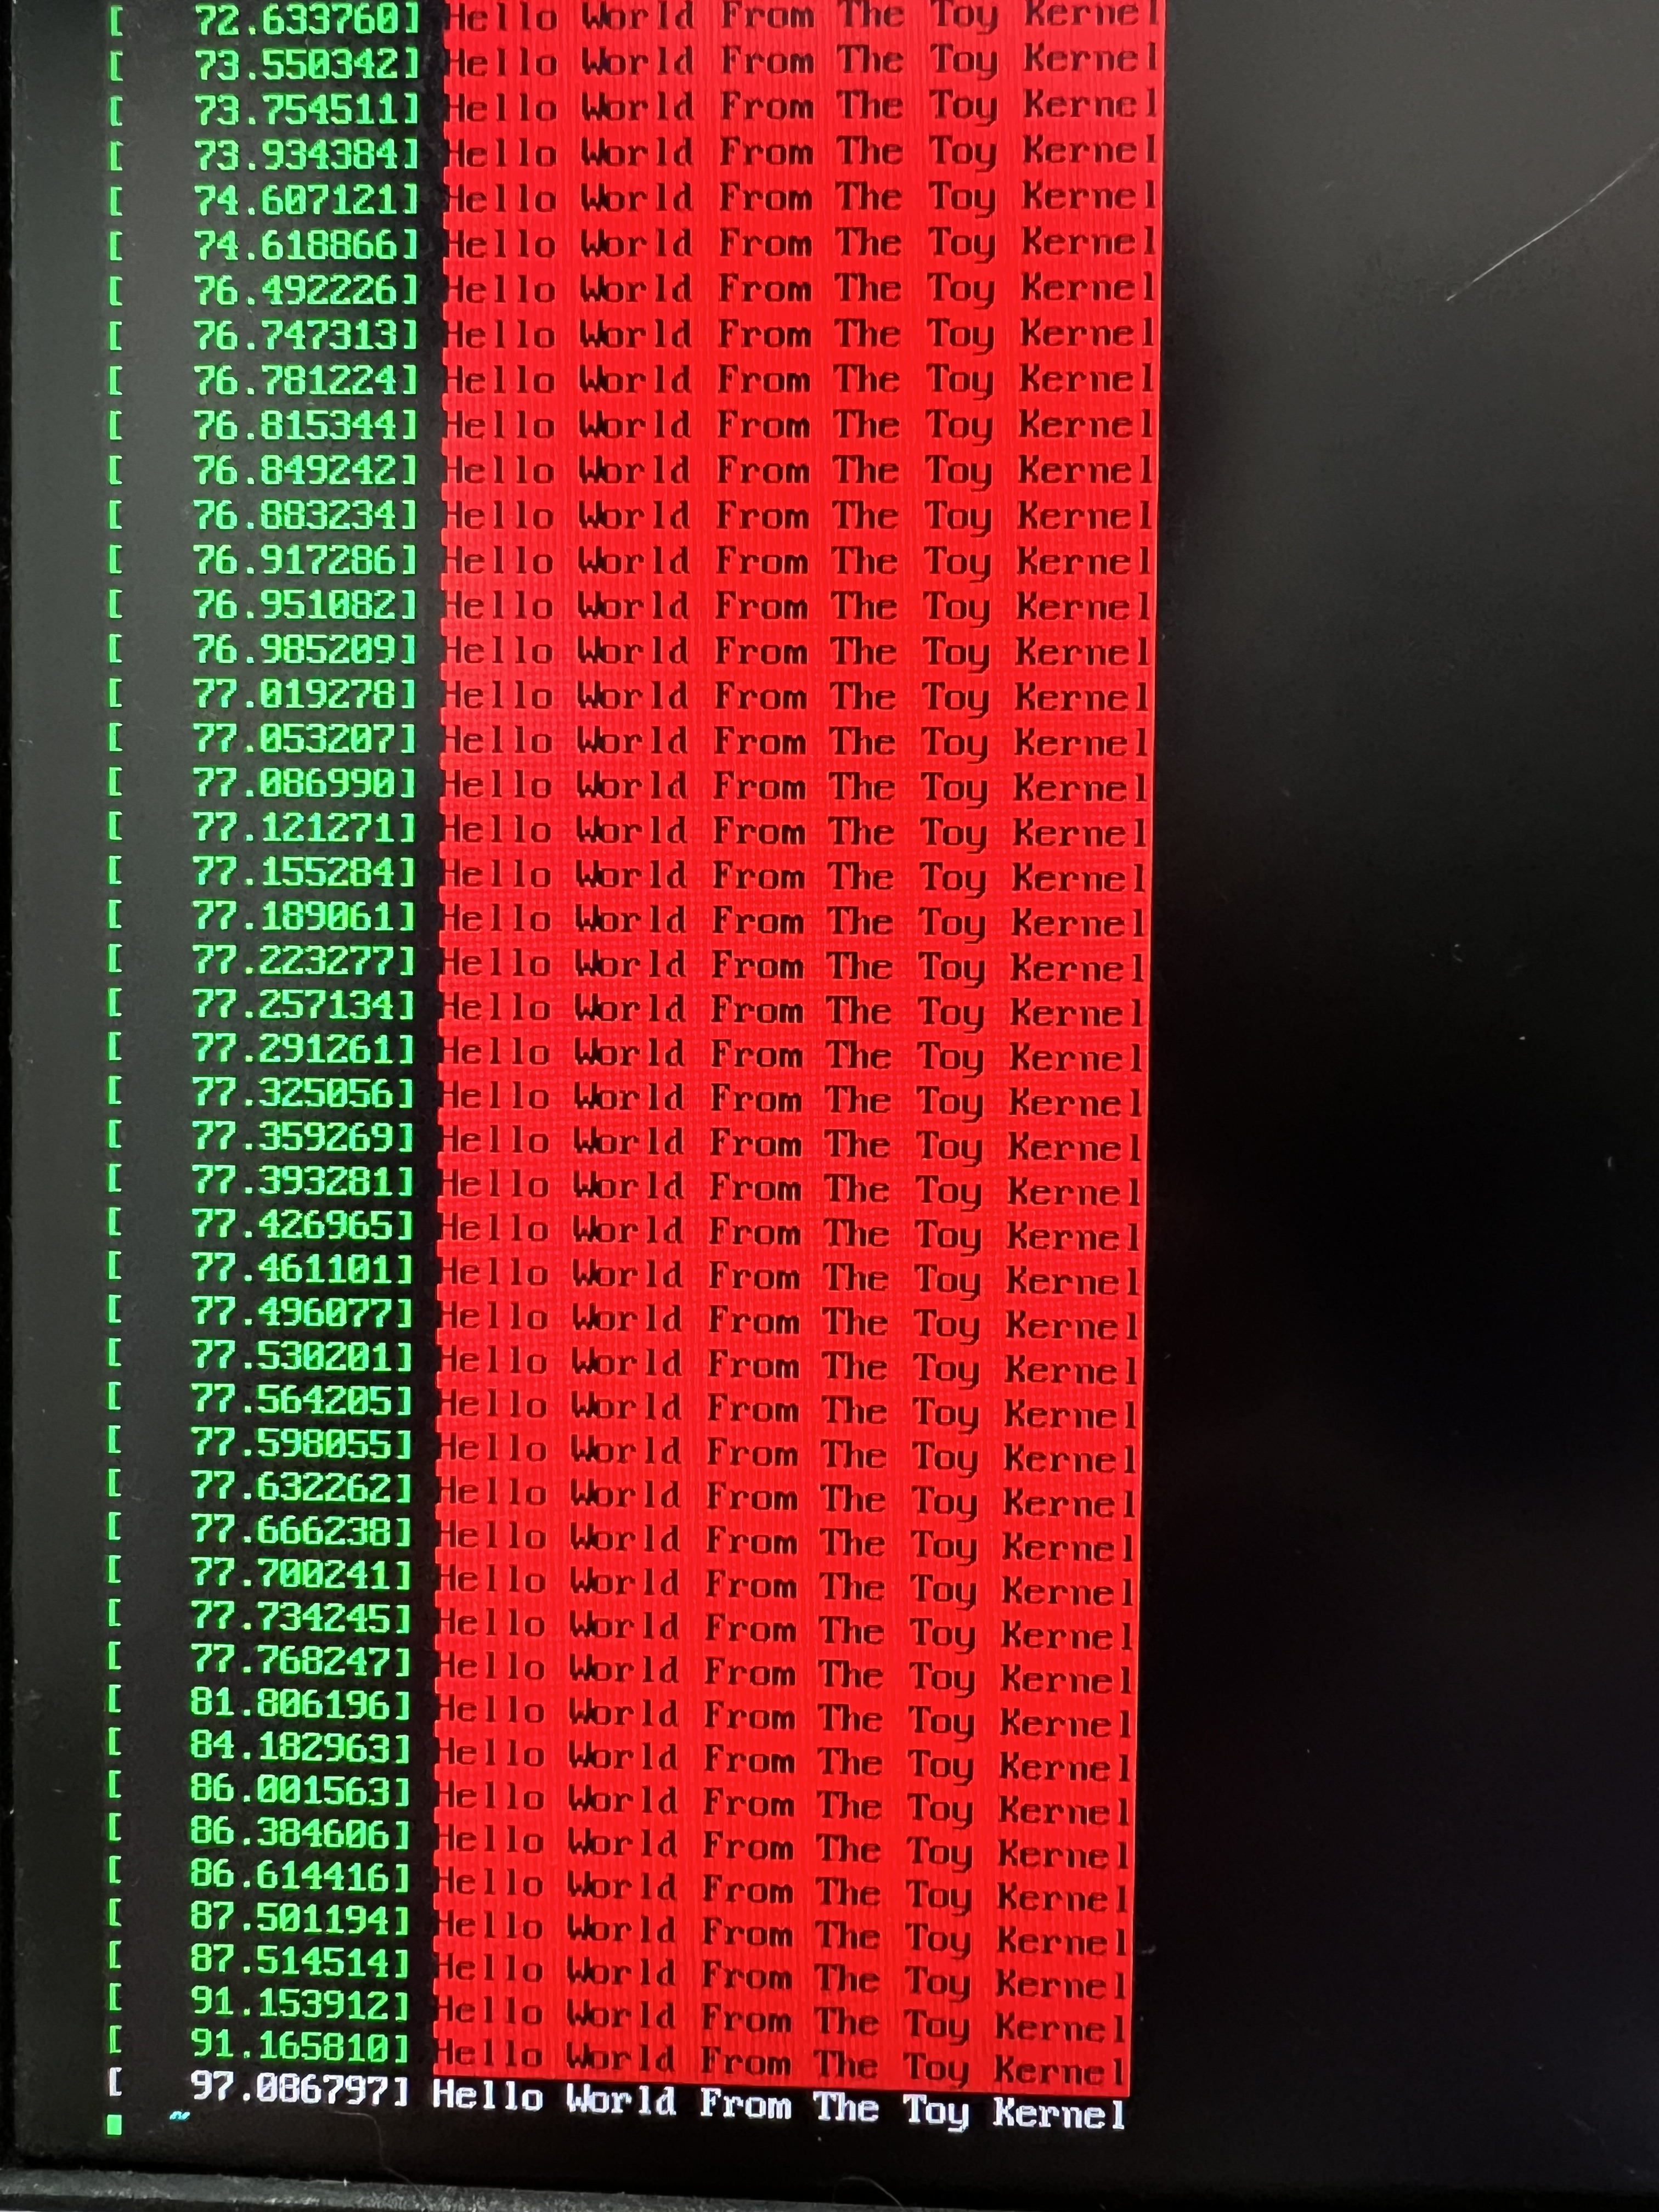 [    72.633760] Hello World From The Toy Kernel
[    73.550342] Hello World From The Toy Kernel
[    73.754511] Hello World From The Toy Kernel
[    73.934384] Hello World From The Toy Kernel
[    74.607121] Hello World From The Toy Kernel
[    74.618866] Hello World From The Toy Kernel
[    76.492226] Hello World From The Toy Kernel
[    76.747313] Hello World From The Toy Kernel
[    76.781224] Hello World From The Toy Kernel
[    76.815344] Hello World From The Toy Kernel
[    76.849242] Hello World From The Toy Kernel
[    76.883234] Hello World From The Toy Kernel
[    76.917286] Hello World From The Toy Kernel
[    76.951082] Hello World From The Toy Kernel
[    76.985209] Hello World From The Toy Kernel
[    77.019278] Hello World From The Toy Kernel
[    77.053207] Hello World From The Toy Kernel
[    77.086990] Hello World From The Toy Kernel
[    77.121271] Hello World From The Toy Kernel
[    77.155284] Hello World From The Toy Kernel
[    77.189061] Hello World From The Toy Kernel
[    77.223277] Hello World From The Toy Kernel
[    77.257134] Hello World From The Toy Kernel
[    77.291261] Hello World From The Toy Kernel
[    77.325056] Hello World From The Toy Kernel
[    77.359269] Hello World From The Toy Kernel
[    77.393281] Hello World From The Toy Kernel
[    77.426965] Hello World From The Toy Kernel
[    77.461101] Hello World From The Toy Kernel
[    77.496077] Hello World From The Toy Kernel
[    77.530201] Hello World From The Toy Kernel
[    77.564205] Hello World From The Toy Kernel
[    77.598055] Hello World From The Toy Kernel
[    77.632262] Hello World From The Toy Kernel
[    77.666238] Hello World From The Toy Kernel
[    77.700241] Hello World From The Toy Kernel
[    77.734245] Hello World From The Toy Kernel
[    77.768247] Hello World From The Toy Kernel
[    81.806196] Hello World From The Toy Kernel
[    84.182963] Hello World From The Toy Kernel
[    86.001563] Hello World From The Toy Kernel
[    86.384606] Hello World From The Toy Kernel
[    86.614416] Hello World From The Toy Kernel
[    87.501194] Hello World From The Toy Kernel
[    87.514514] Hello World From The Toy Kernel
[    91.153912] Hello World From The Toy Kernel
[    91.165810] Hello World From The Toy Kernel
[    97.086797] Hello World From The Toy Kernel
~